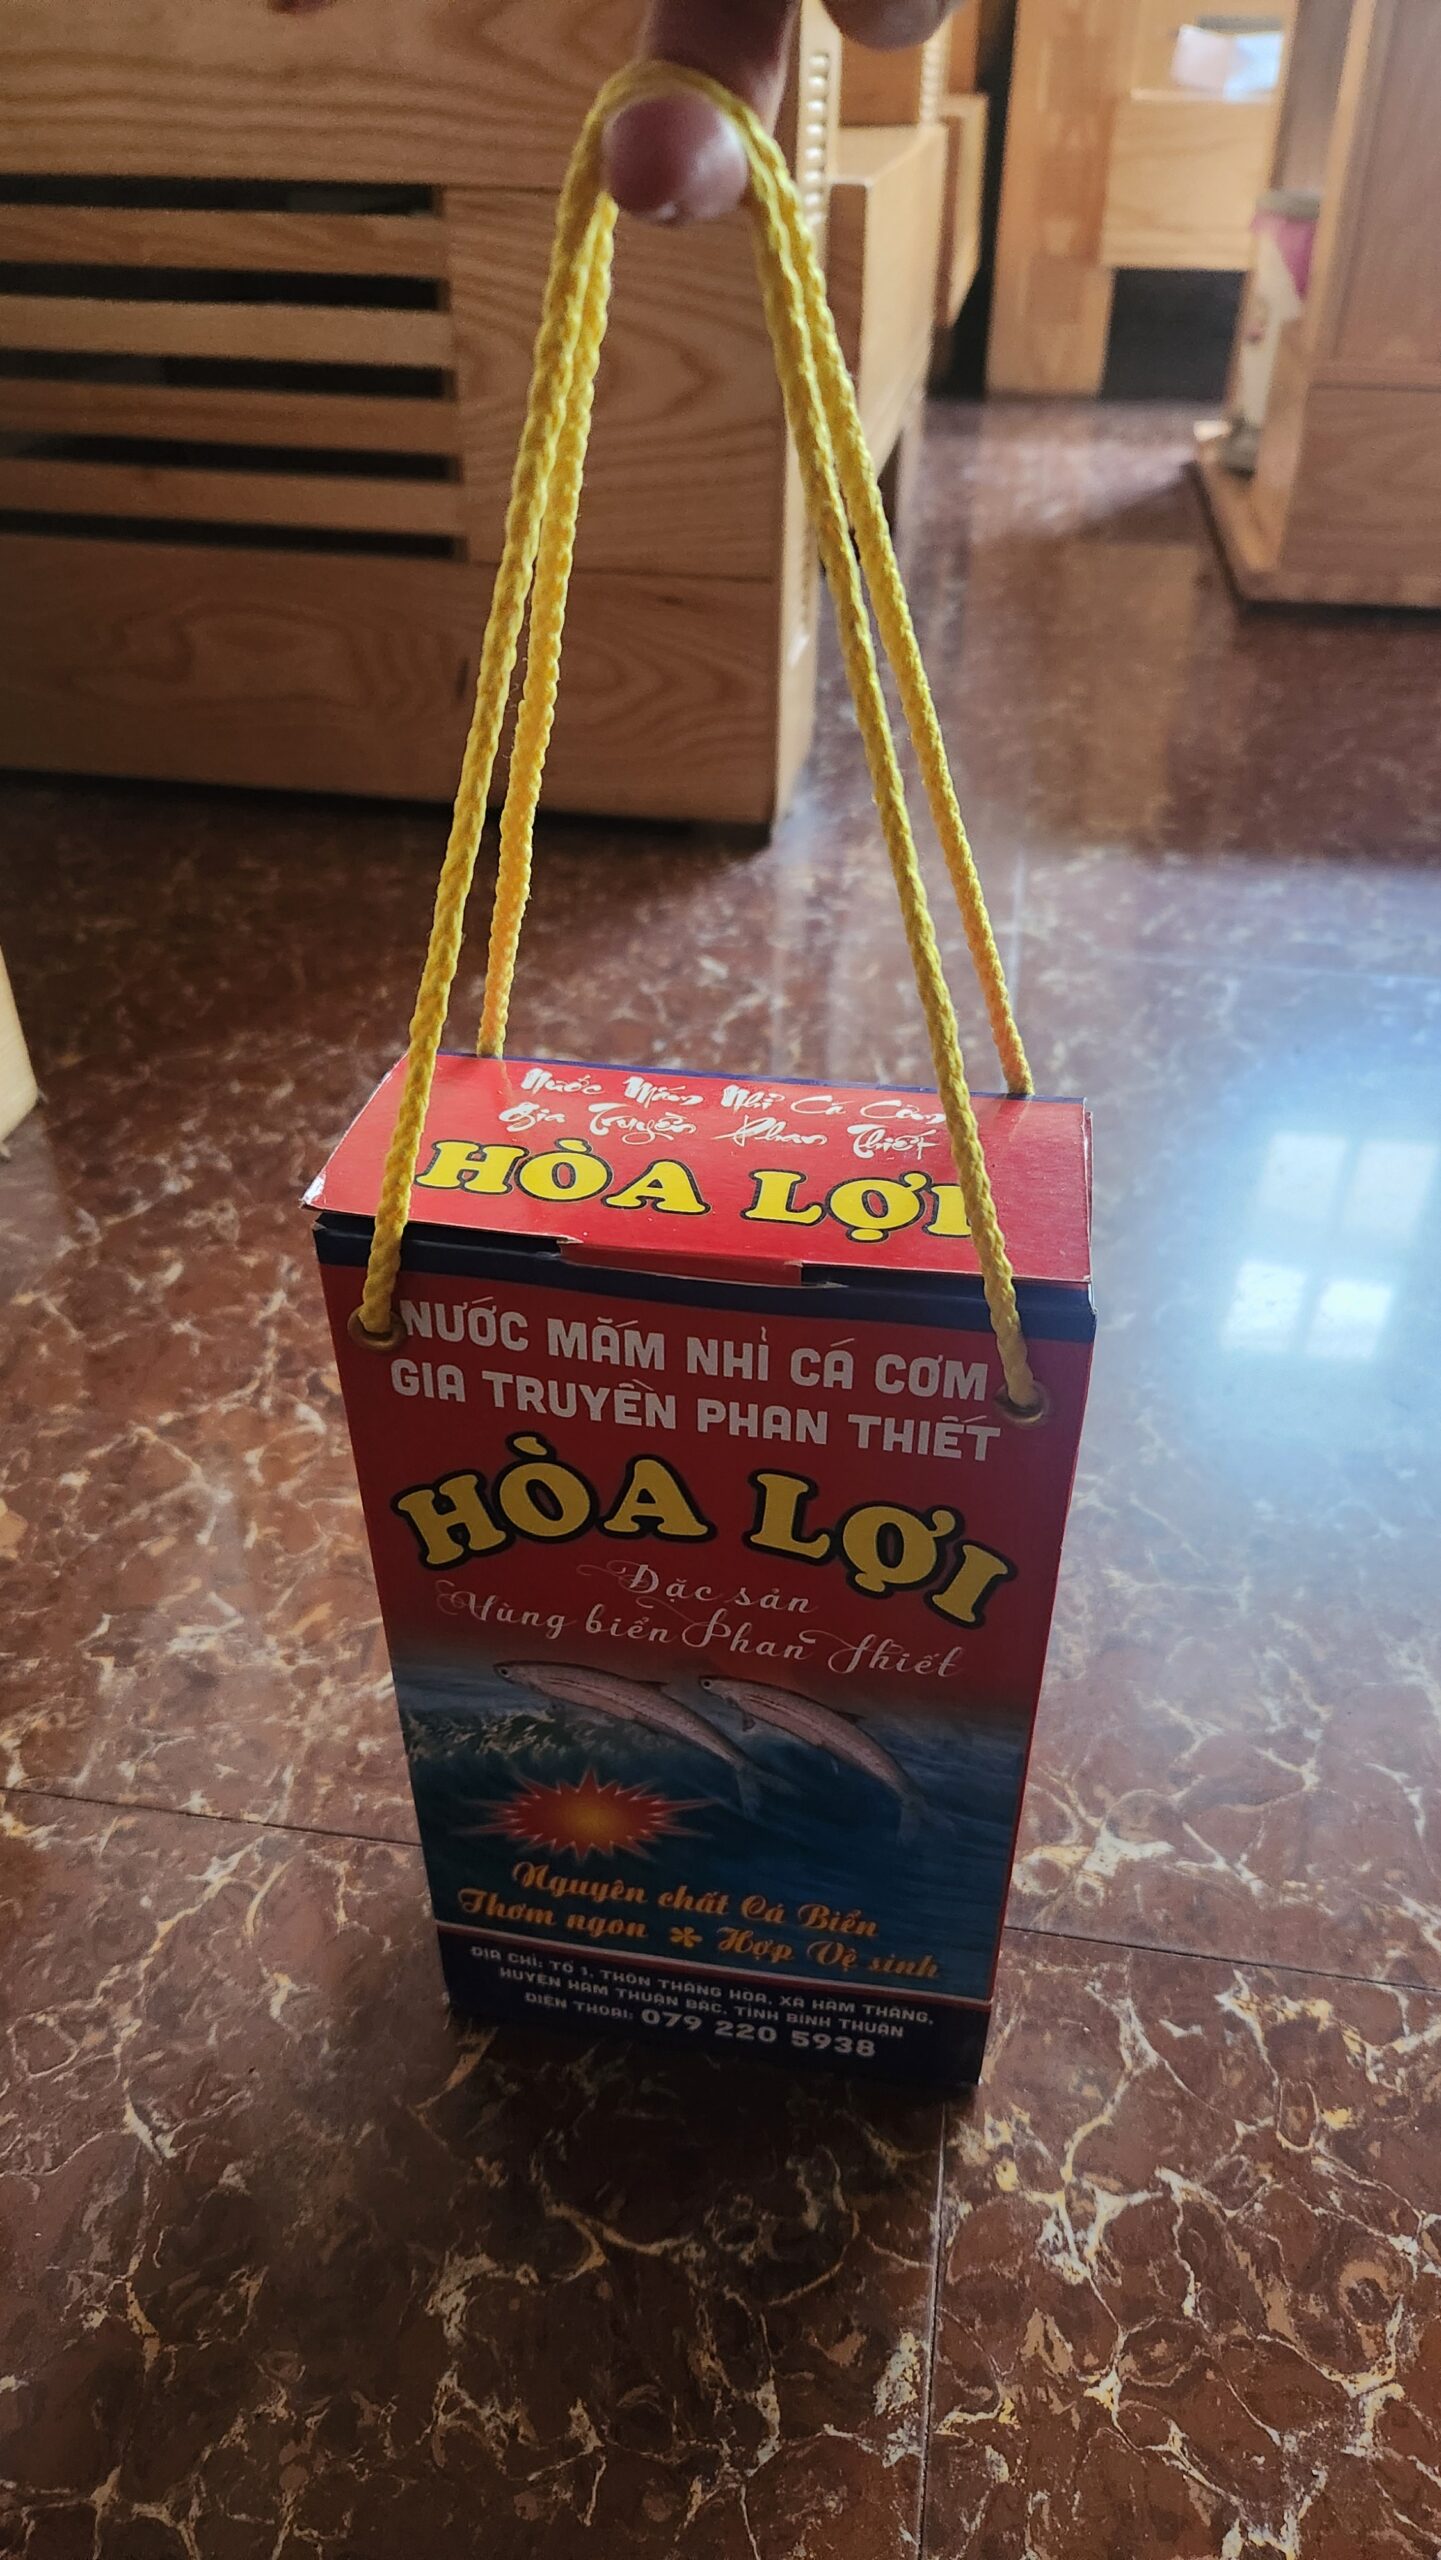 Nước Mắm Nhỉ Cá Cơm
Gia Truyền Phan Thiết
HÒA LỢI
NƯỚC MẮM NHỈ CÁ CƠM
GIA TRUYỀN PHAN THIẾT
HÒA LỢI
Đặc sản
Vùng biển Phan Thiết
Nguyên chất Cá Biển
Thơm ngon * Hợp Vệ sinh
ĐỊA CHỈ: TỔ 3, THÔN THẮNG HÒA, XÃ HÀM THẮNG,
HUYỆN HÀM THUẬN BẮC, TỈNH BÌNH THUẬN
ĐIỆN THOẠI: 079 220 5938